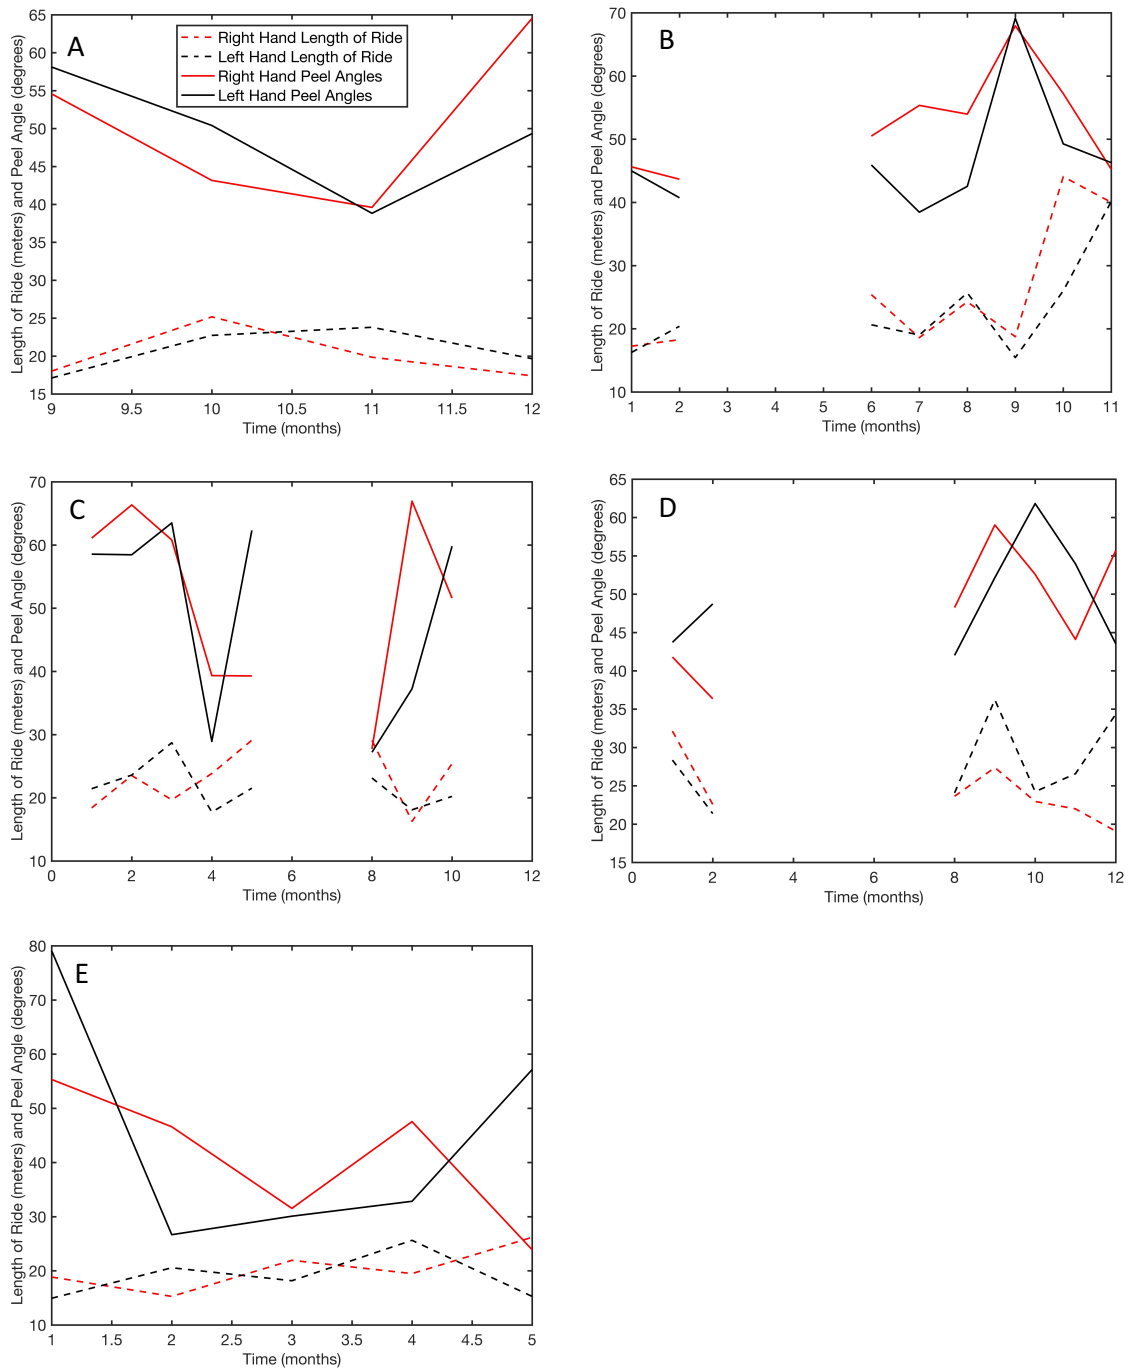 A
Right Hand Length of Ride
Left Hand Length of Ride
Right Hand Peel Angles
Left Hand Peel Angles
Length of Ride (meters) and Peel Angle (degrees)
65
60
55
50
45
40
35
30
25
20
15
9 9.5 10 10.5 11 11.5 12
Time (months)
B
Length of Ride (meters) and Peel Angle (degrees)
70
60
50
40
30
20
10
1 2 3 4 5 6 7 8 9 10 11
Time (months)
C
Length of Ride (meters) and Peel Angle (degrees)
70
60
50
40
30
20
10
0 2 4 6 8 10 12
Time (months)
D
Length of Ride (meters) and Peel Angle (degrees)
65
60
55
50
45
40
35
30
25
20
15
0 2 4 6 8 10 12
Time (months)
E
Length of Ride (meters) and Peel Angle (degrees)
80
70
60
50
40
30
20
10
1 1.5 2 2.5 3 3.5 4 4.5 5
Time (months)